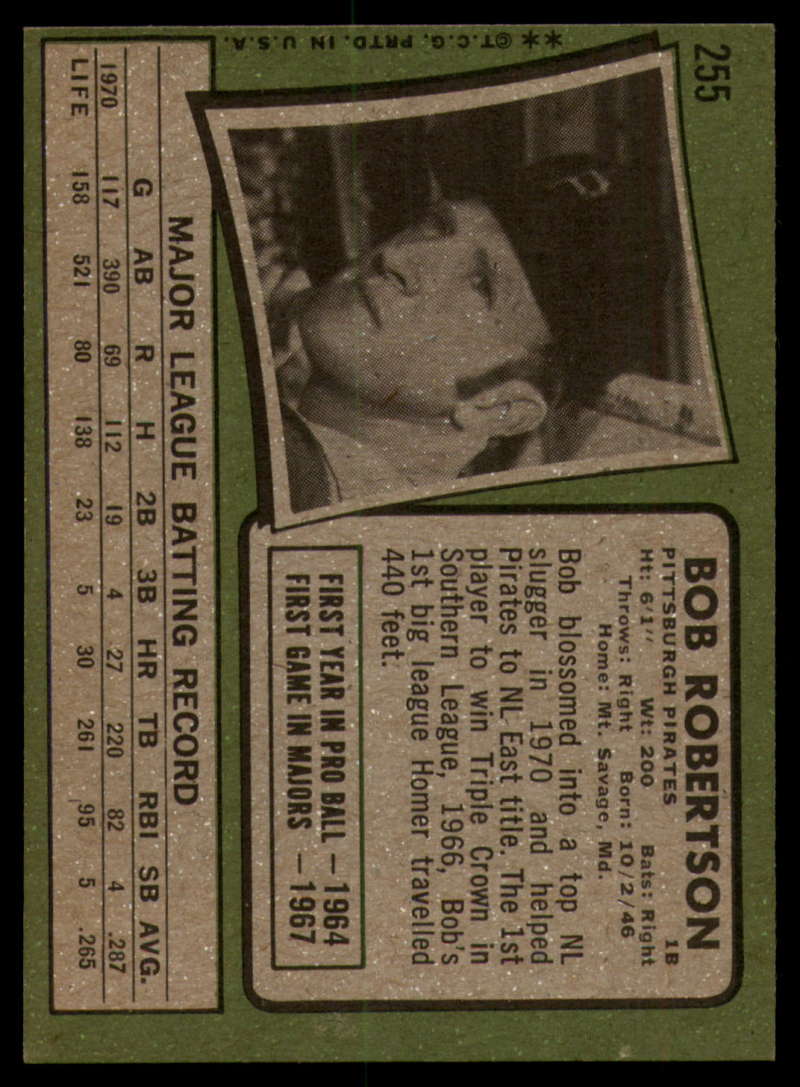 255
BOB ROBERTSON
PITTSBURGH PIRATES 1B
Ht: 6'1" Wt: 200 Bats: Right
Throws: Right Born: 10/2/46
Home: Mt. Savage, Md.
Bob blossomed into a top NL
slugger in 1970 and helped
Pirates to NL East title. The 1st
player to win Triple Crown in
Southern League, 1966, Bob's
1st big league Homer travelled
440 feet.
FIRST YEAR IN PRO BALL—1964
FIRST GAME IN MAJORS —1967
P
MAJOR LEAGUE BATTING RECORD
G AB R H 2B 3B HR TB RBI SB AVG.
1970 117 390 69 112 19 4 27 220 82 4 .287
LIFE 158 521 80 138 23 5 30 261 95 5 .265
**©T.C.G. PRTD. IN U.S.A.